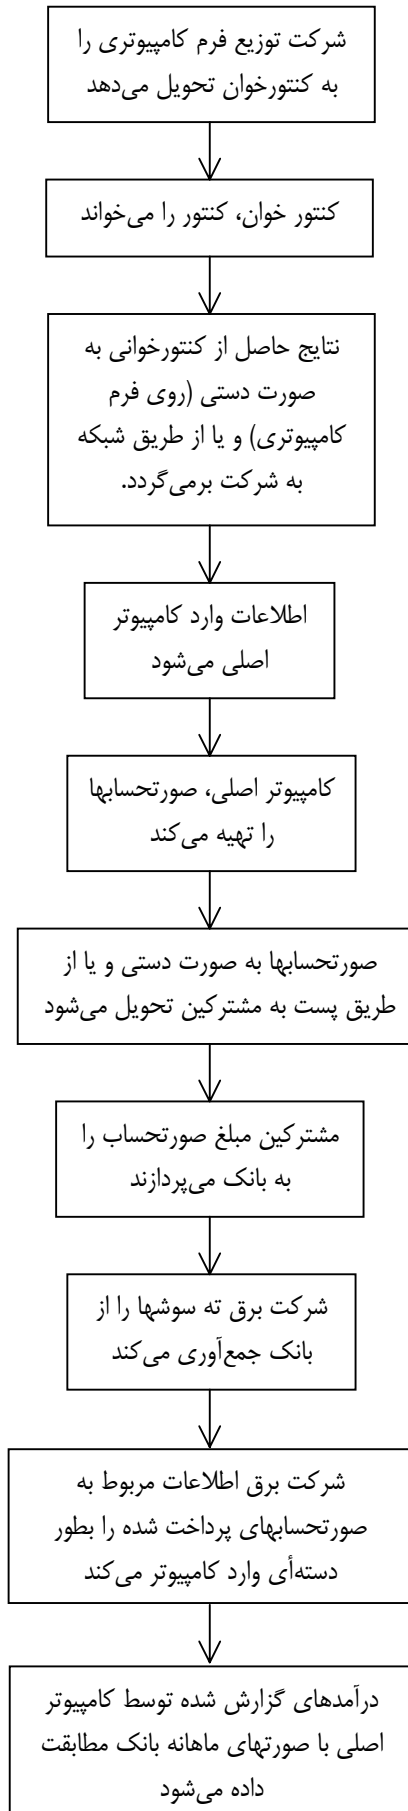 شرکت توزیع فرم کامپیوتری را
به کنتورخوان تحویل می‌دهد
کنتور خوان، کنتور را می‌خواند
نتایج حاصل از کنتورخوانی به
صورت دستی (روی فرم
کامپیوتری) و یا از طریق شبکه
به شرکت برمی‌گردد.
اطلاعات وارد کامپیوتر
اصلی می‌شود
کامپیوتر اصلی، صورتحسابها
را تهیه می‌کند
صورتحسابها به صورت دستی و یا از
طریق پست به مشترکین تحویل می‌شود
مشترکین مبلغ صورتحساب را
به بانک می‌پردازند
شرکت برق ته سوشها را از
بانک جمع‌آوری می‌کند
شرکت برق اطلاعات مربوط به
صورتحسابهای پرداخت شده را بطور
دسته‌أی وارد کامپیوتر می‌کند
درآمدهای گزارش شده توسط کامپیوتر
اصلی با صورتهای ماهانه بانک مطابقت
داده می‌شود